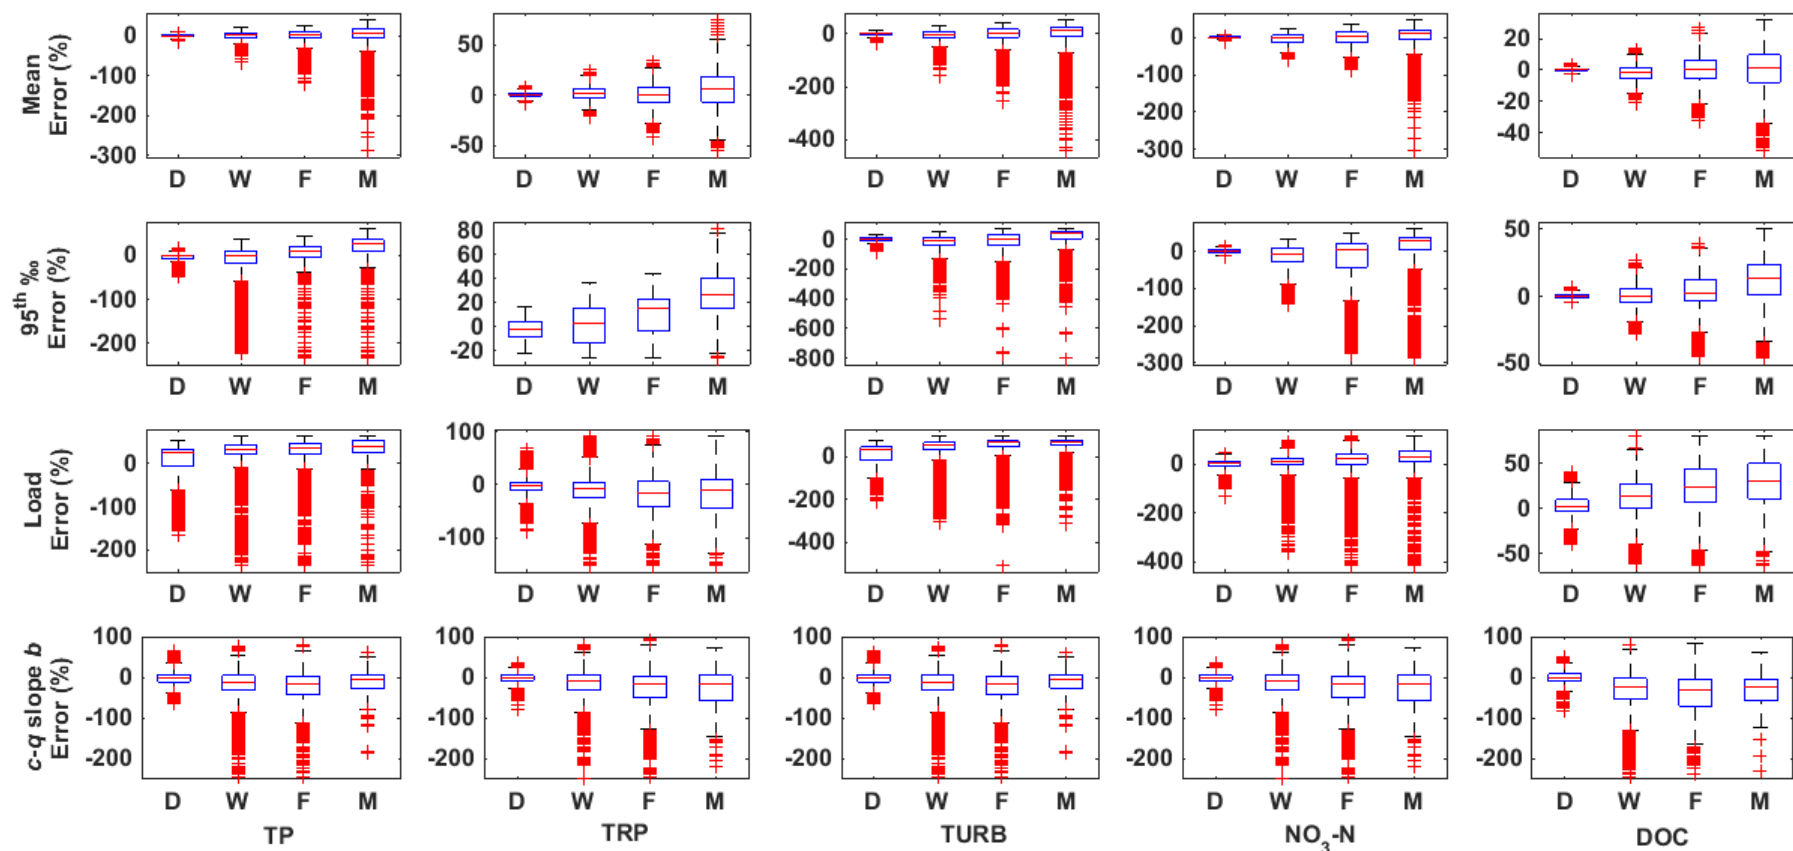 Mean
Error (%)
0
-100
-200
-300
D W F M
50
0
-50
D W F M
0
-200
-400
D W F M
0
-100
-200
-300
D W F M
20
0
-20
-40
D W F M
95th ‰
Error (%)
0
-100
-200
D W F M
80
60
40
20
0
-20
D W F M
0
-200
-400
-600
-800
D W F M
0
-100
-200
-300
D W F M
50
0
-50
D W F M
Load
Error (%)
0
-100
-200
D W F M
100
0
-100
D W F M
0
-200
-400
D W F M
0
-200
-400
D W F M
50
0
-50
D W F M
c-q slope b
Error (%)
100
0
-100
-200
D W F M
TP
100
0
-100
-200
D W F M
TRP
100
0
-100
-200
D W F M
TURB
100
0
-100
-200
D W F M
NO3-N
100
0
-100
-200
D W F M
DOC